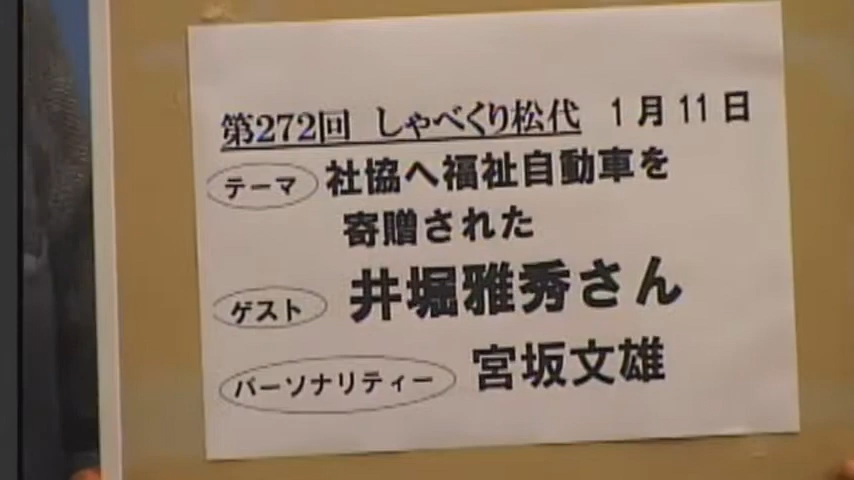 第272回 しゃべくり松代 1月11日
テーマ 社協へ福祉自動車を
寄贈された
ゲスト 井堀雅秀さん
パーソナリティー 宮坂文雄